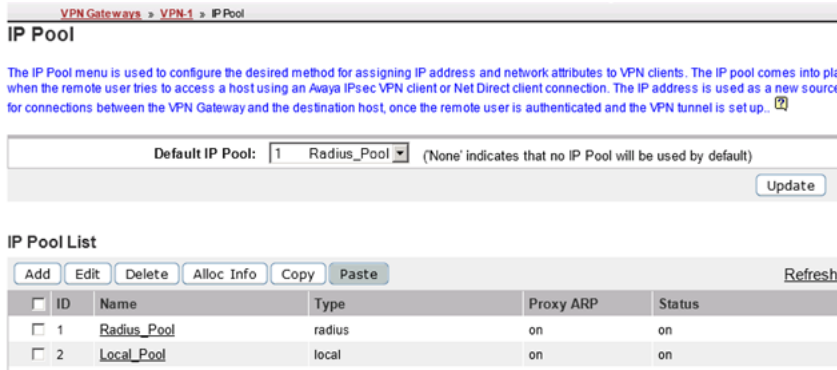 VPN Gateways » VPN-1 » IP Pool
IP Pool
The IP Pool menu is used to configure the desired method for assigning IP address and network attributes to VPN clients. The IP pool comes into
when the remote user tries to access a host using an Avaya IPsec VPN client or Net Direct client connection. The IP address is used as a new source
for connections between the VPN Gateway and the destination host, once the remote user is authenticated and the VPN tunnel is set up..
Default IP Pool: 1 Radius_Pool ('None' indicates that no IP Pool will be used by default)
Update
IP Pool List
Add Edit Delete Alloc Info Copy Paste Refresh
ID Name Type Proxy ARP Status
1 Radius_Pool radius on on
2 Local_Pool local on on